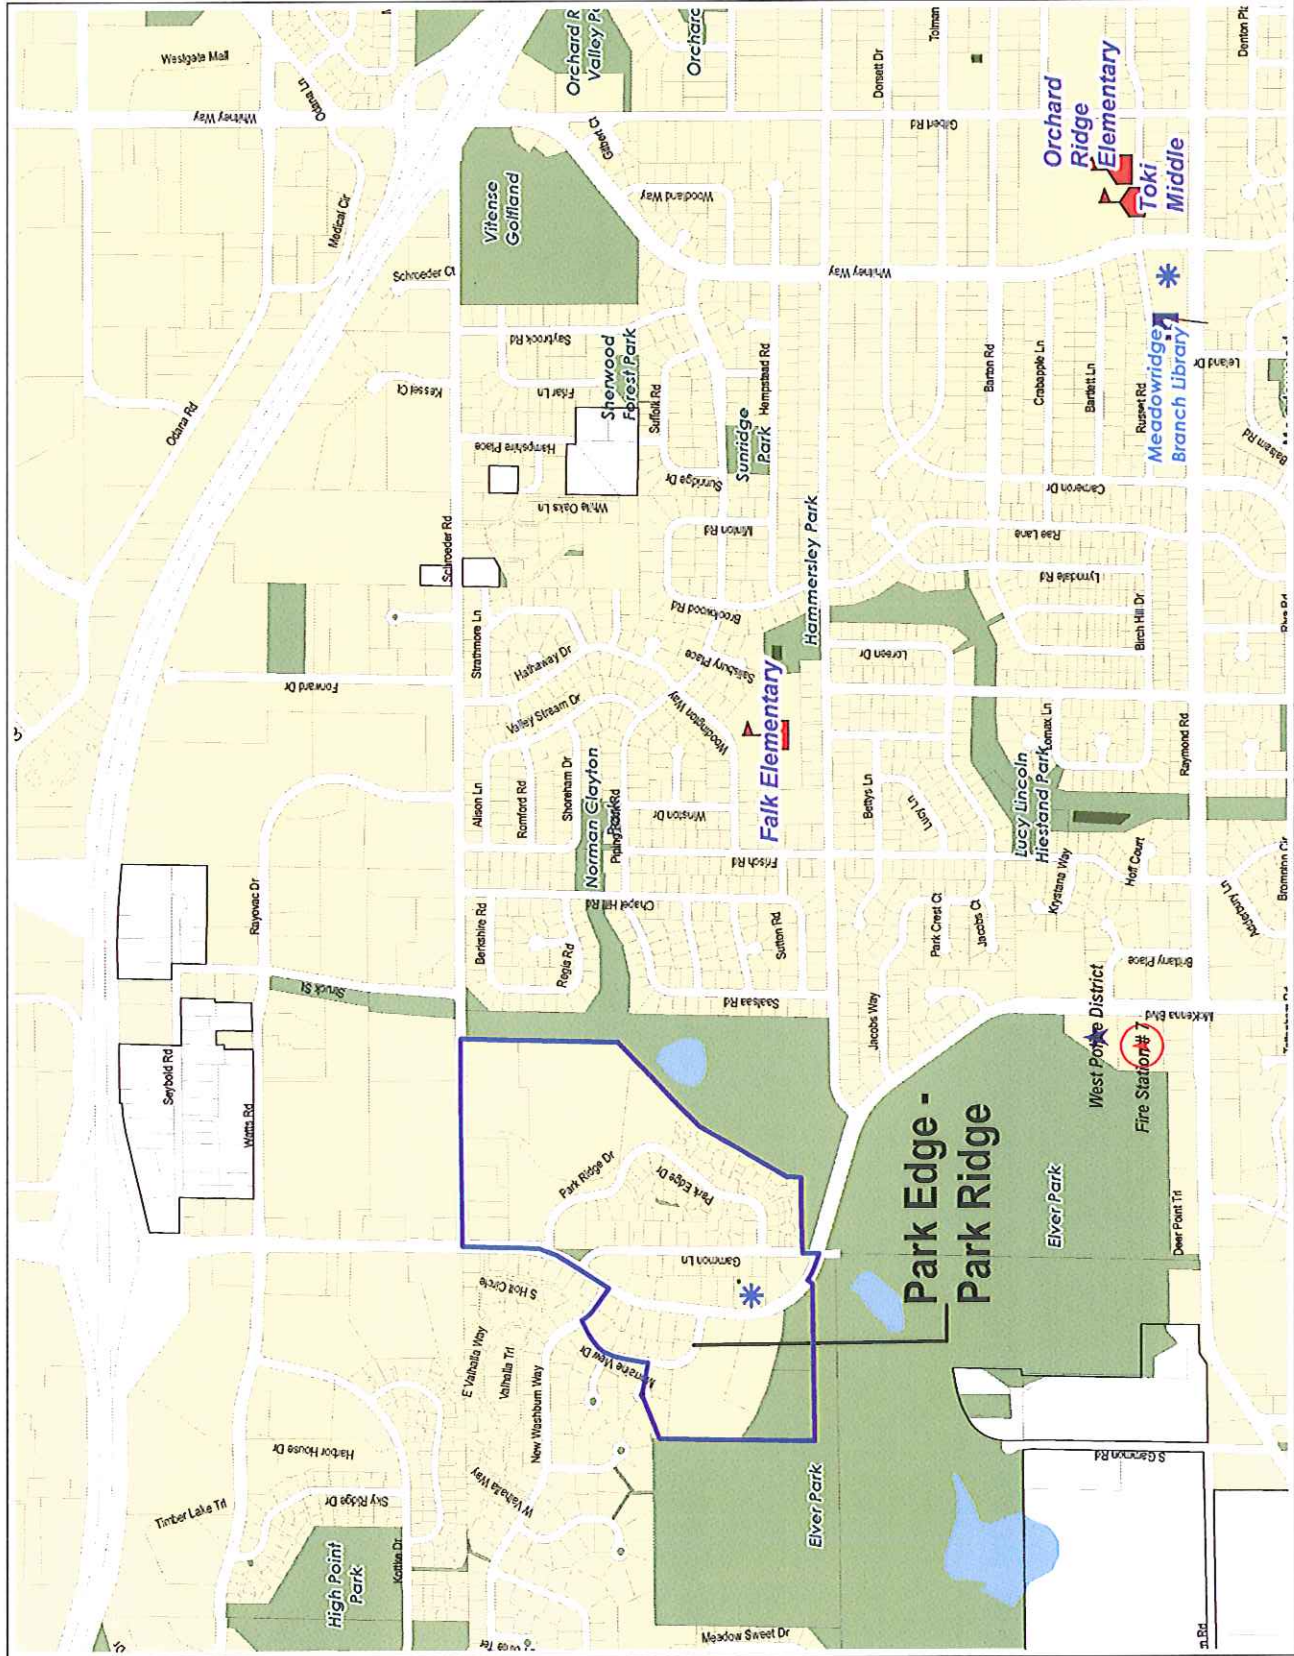 Westgate Mall
Odana Ln
Whitney Way
Medical Cir
Schroeder Ct
Odana Rd
Kessel Ct
Schroeder Rd
Forward Dr
Rayovac Dr
Struck St
Seybold Rd
Watts Rd
Harbor House Dr
Sky Ridge Dr
Timber Lake Trl
Kottke Dr
High Point
Park
Orchard R
Valley Pa
Orchard
Gilbert Ct
Vitense
Golfland
Woodland Way
Saybrook Rd
Sherwood
Forest Park
Friar Ln
Hampshire Place
White Oaks Ln
Suffolk Rd
Sunridge Dr
Sunridge
Park
Hempstead Rd
Minton Rd
Brookwood Rd
Salisbury Place
Strathmore Ln
Hathaway Dr
Valley Stream Dr
Woodington Way
Alison Ln
Romford Rd
Shoreham Dr
Norman Clayton
Park
Piping Rock Rd
Winston Dr
Frisch Rd
Chapel Hill Rd
Berkshire Rd
Regis Rd
Sutton Rd
Saalsaa Rd
Falk Elementary
Hammersley Park
Park Ridge Dr
Park Edge Dr
Gammon Ln
S Holt Circle
Moraine View Dr
E Valhalla Way
Valhalla Trl
New Washburn Way
W Valhalla Way
Elver Park
Meadow Sweet Dr
Park Edge -
Park Ridge
Elver Park
Tolman
Dorsett Dr
Denton Pla
Gilbert Rd
Orchard
Ridge
Elementary
Toki
Middle
Whitney Way
Barton Rd
Crabapple Ln
Bartlett Ln
Russet Rd
Meadowridge
Branch Library
Leland Dr
Balsam Rd
Cameron Dr
Rae Lane
Lynndale Rd
Birch Hill Dr
Loreen Dr
Lomax Ln
Raymond Rd
Bettys Ln
Lucy Ln
Lucy Lincoln
Hiestand Park
Krystana Way
Hoff Court
Adderbury Ln
Brompton Cir
Park Crest Ct
Jacobs Ct
Jacobs Way
Brittany Place
McKenna Blvd
West Police District
Fire Station # 7
Deer Point Trl
S Gammon Rd